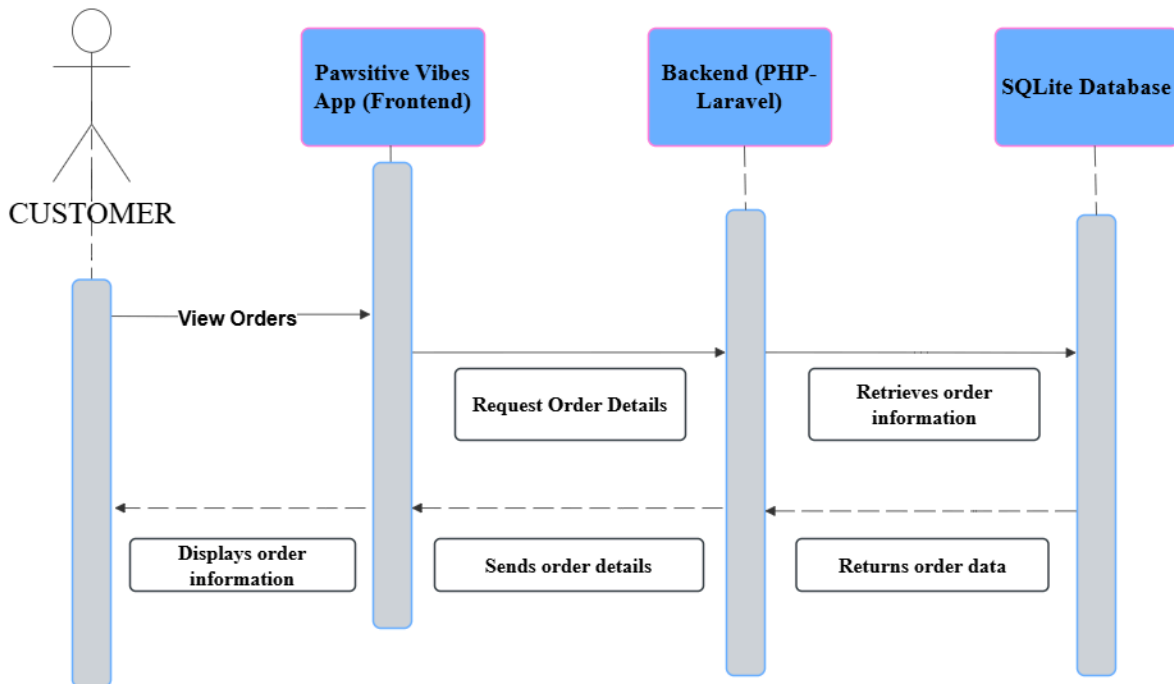 Pawsitive Vibes
App (Frontend)
Backend (PHP-
Laravel)
SQLite Database
CUSTOMER
View Orders
Request Order Details
Retrieves order
information
Displays order
information
Sends order details
Returns order data